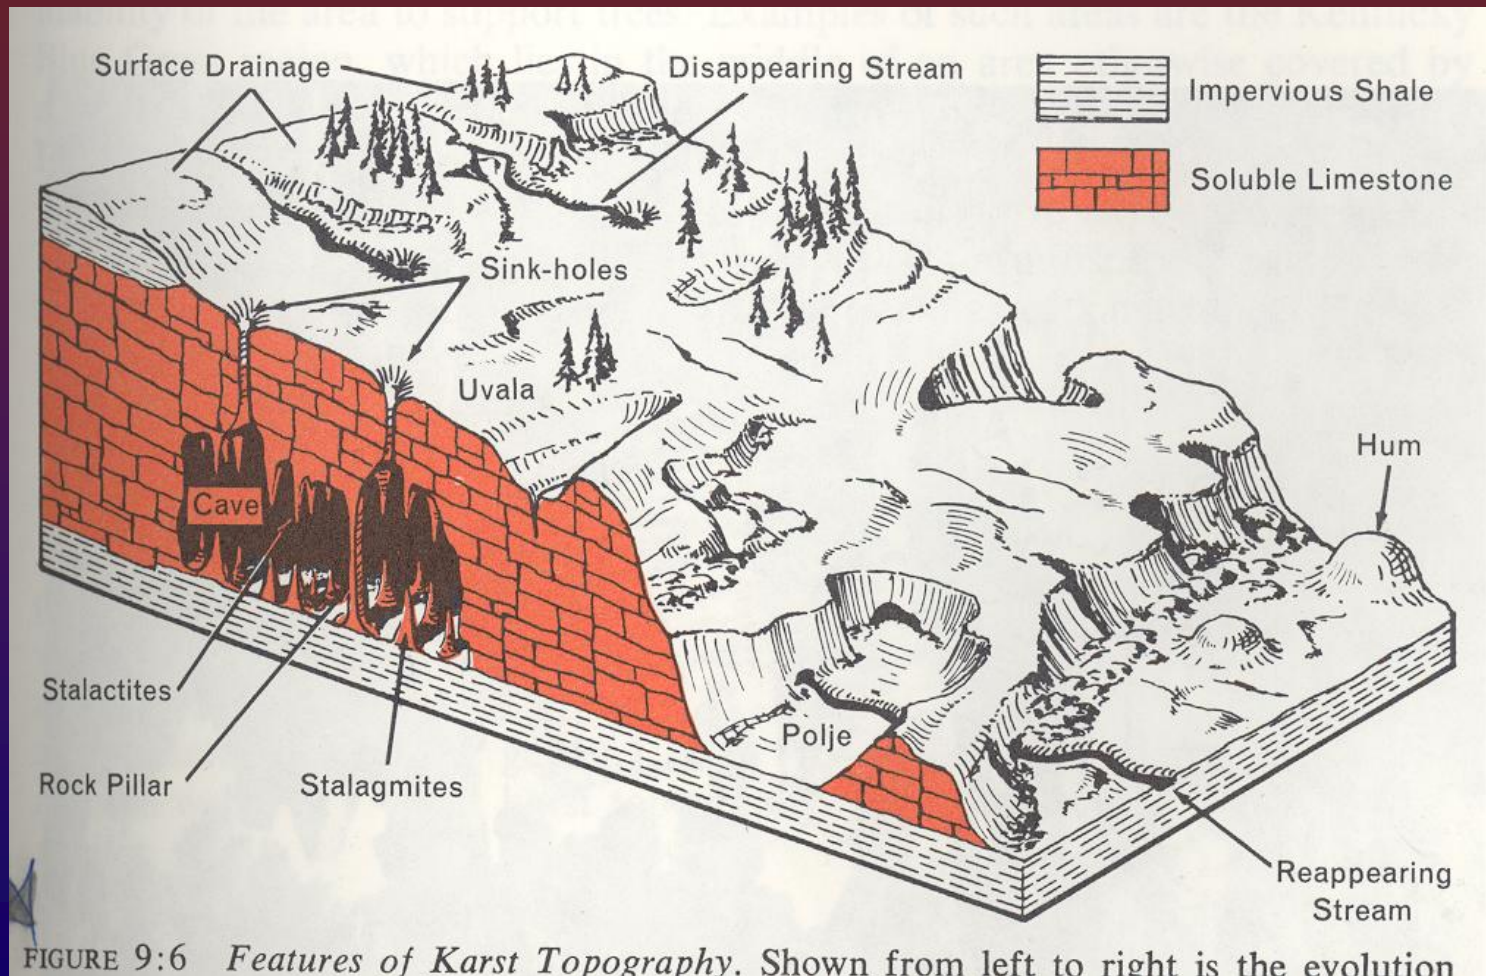 Surface Drainage
Disappearing Stream
Impervious Shale
Soluble Limestone
Sink-holes
Uvala
Hum
Cave
Stalactites
Polje
Rock Pillar
Stalagmites
Reappearing
Stream
FIGURE 9:6 Features of Karst Topography. Shown from left to right is the evolution